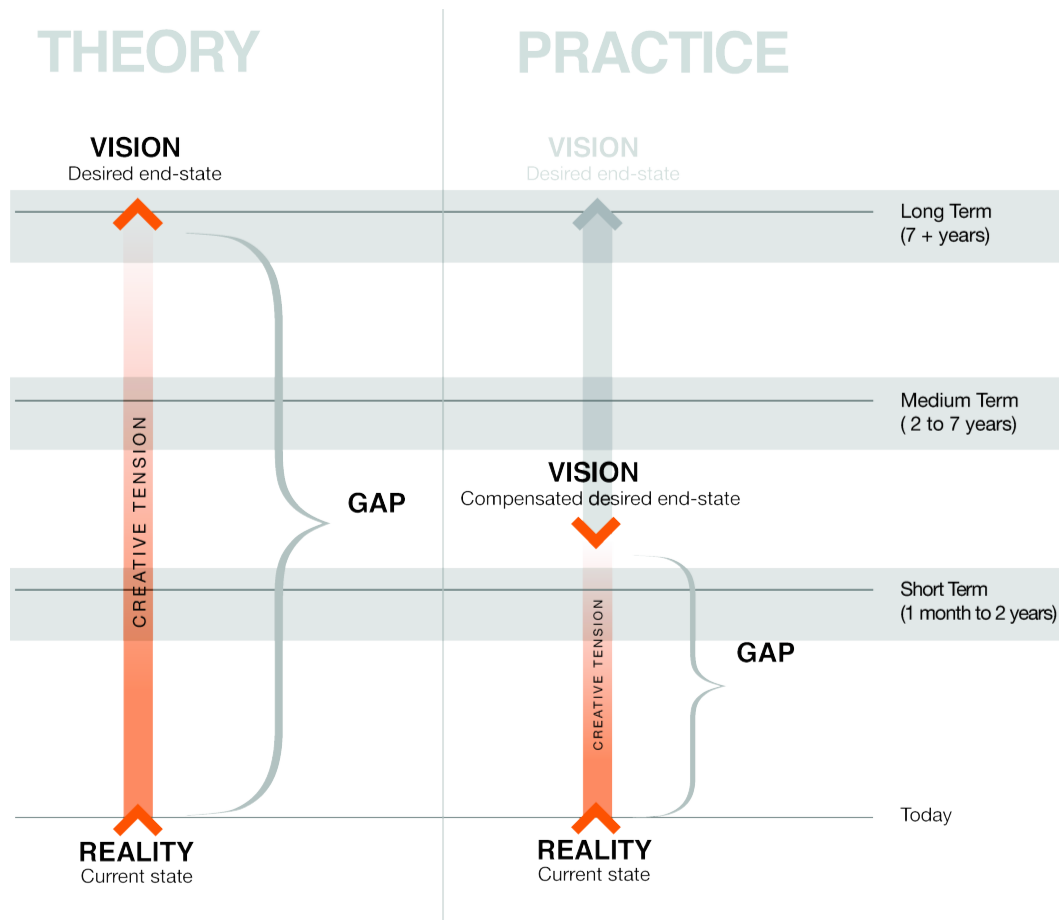 THEORY
PRACTICE
VISION
Desired end-state
VISION
Desired end-state
Long Term
(7 + years)
Medium Term
( 2 to 7 years)
CREATIVE TENSION
GAP
VISION
Compensated desired end-state
Short Term
(1 month to 2 years)
CREATIVE TENSION
GAP
Today
REALITY
Current state
REALITY
Current state